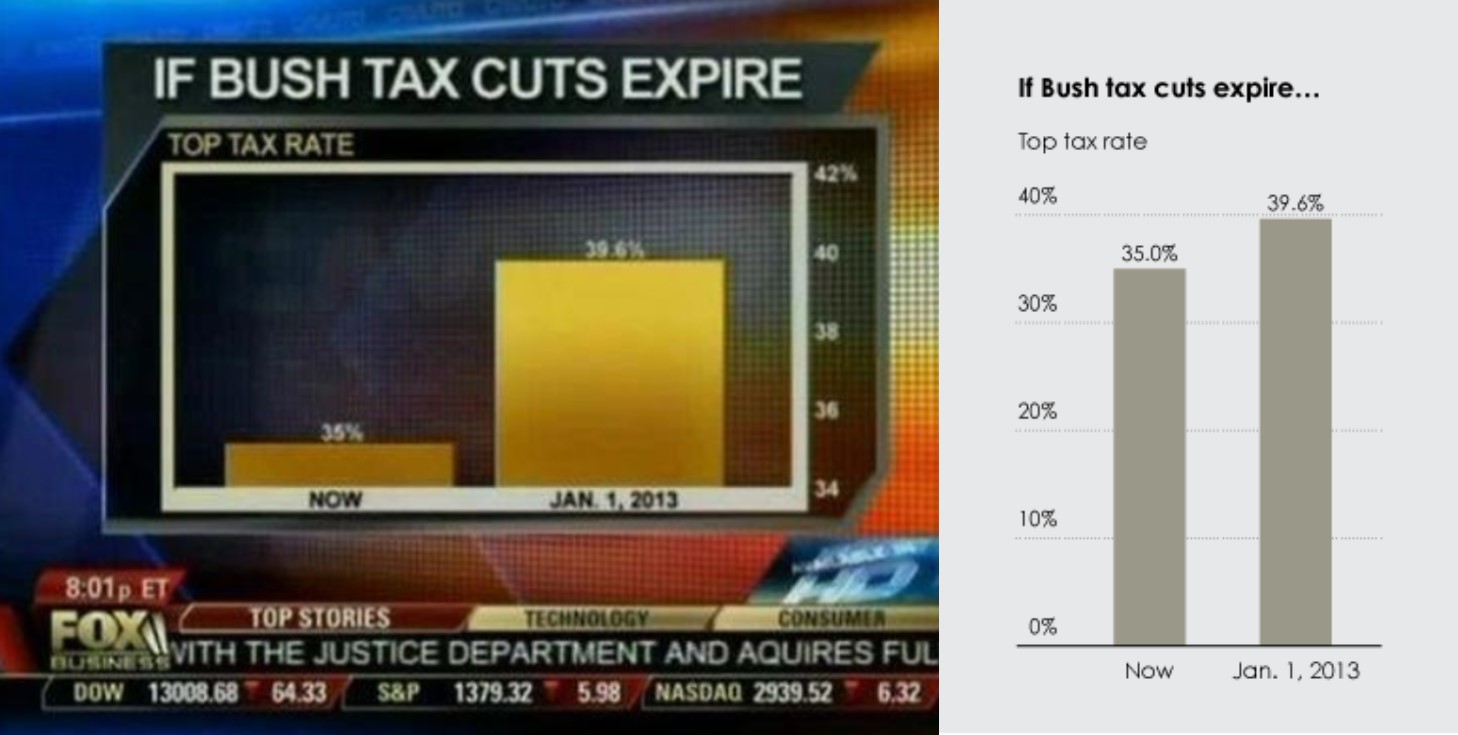 IF BUSH TAX CUTS EXPIRE
TOP TAX RATE
42%
40
38
36
34
39.6%
35%
NOW JAN. 1, 2013
8:01p ET
HD
TOP STORIES TECHNOLOGY CONSUMER
FOX
BUSINESS
WITH THE JUSTICE DEPARTMENT AND AQUIRES FUL
DOW 13008.68 64.33 S&P 1379.32 5.98 NASDAQ 2939.52 6.32
If Bush tax cuts expire...
Top tax rate
40%
30%
20%
10%
0%
39.6%
35.0%
Now Jan. 1, 2013